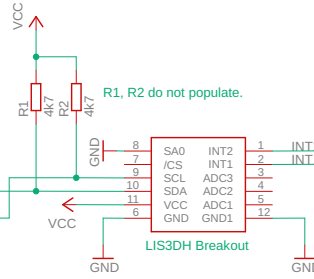 VCC
R1
4k7
R2
4k7
R1, R2 do not populate.
GND
8 SA0 INT2 1 INT
7 /CS INT1 2 INT
9 SCL ADC3 3
10 SDA ADC2 4
11 VCC ADC1 5
6 GND GND1 12
VCC
LIS3DH Breakout
GND
GND